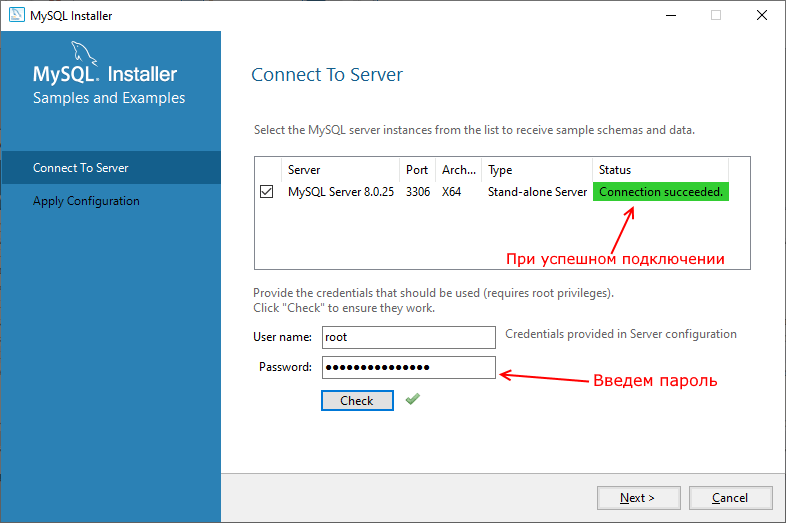 MySQL Installer
MySQL. Installer
Samples and Examples
Connect To Server
Apply Configuration
Connect To Server
Select the MySQL server instances from the list to receive sample schemas and data.
Server Port Arch... Type Status
MySQL Server 8.0.25 3306 X64 Stand-alone Server Connection succeeded.
При успешном подключении
Provide the credentials that should be used (requires root privileges).
Click "Check" to ensure they work.
User name: root Credentials provided in Server configuration
Password: ●●●●●●●●●●●●●●●
Введем пароль
Check
Next > Cancel